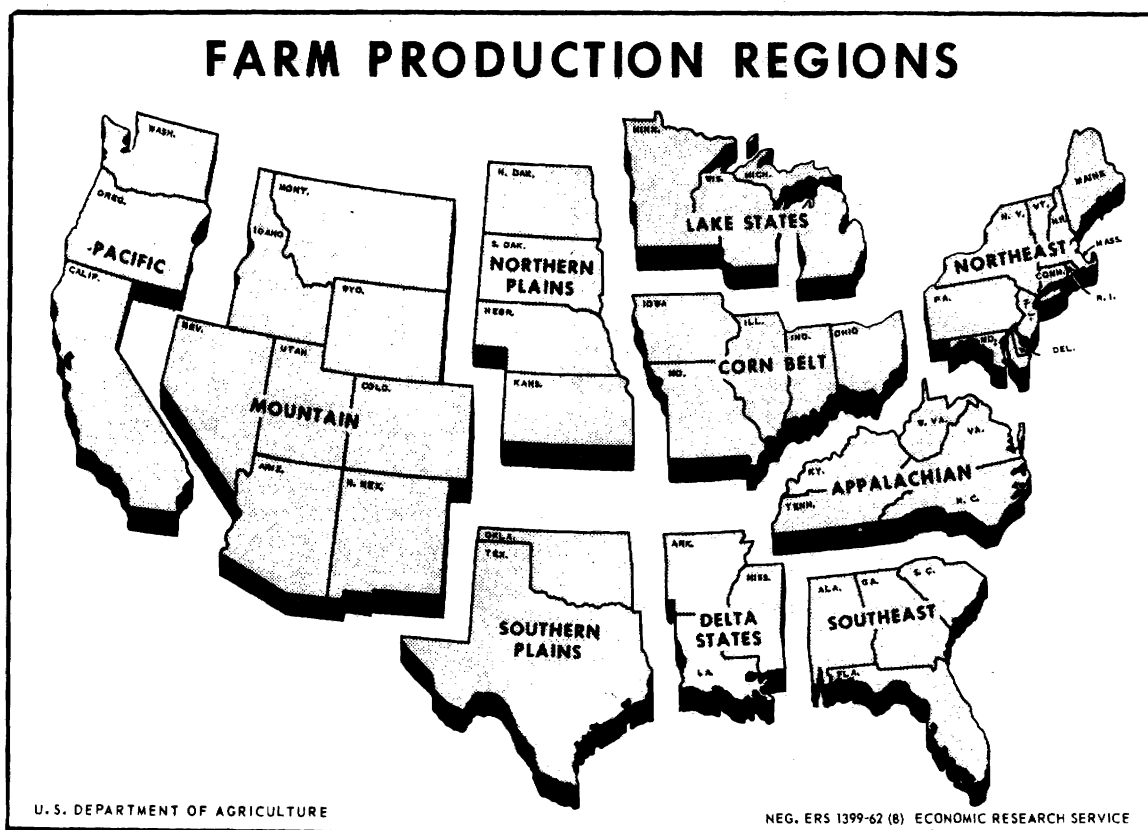 FARM PRODUCTION REGIONS
WASH.
OREG.
PACIFIC
CALIF.
MONT.
IDAHO
WYO.
NEV.
UTAH
COLO.
MOUNTAIN
ARIZ.
N. MEX.
N. DAK.
S. DAK.
NORTHERN
PLAINS
NEBR.
KANS.
MINN.
WIS.
MICH.
LAKE STATES
IOWA
ILL.
IND.
OHIO
MO.
CORN BELT
MAINE
N. Y.
VT.
N.H.
MASS.
NORTHEAST
CONN.
R. I.
PA.
N. J.
MD.
DEL.
W. VA.
VA.
KY.
APPALACHIAN
TENN.
N. C.
OKLA.
TEX.
SOUTHERN
PLAINS
ARK.
MISS.
DELTA
STATES
LA.
ALA.
GA.
S. C.
SOUTHEAST
FLA.
U. S. DEPARTMENT OF AGRICULTURE
NEG. ERS 1399-62 (8) ECONOMIC RESEARCH SERVICE